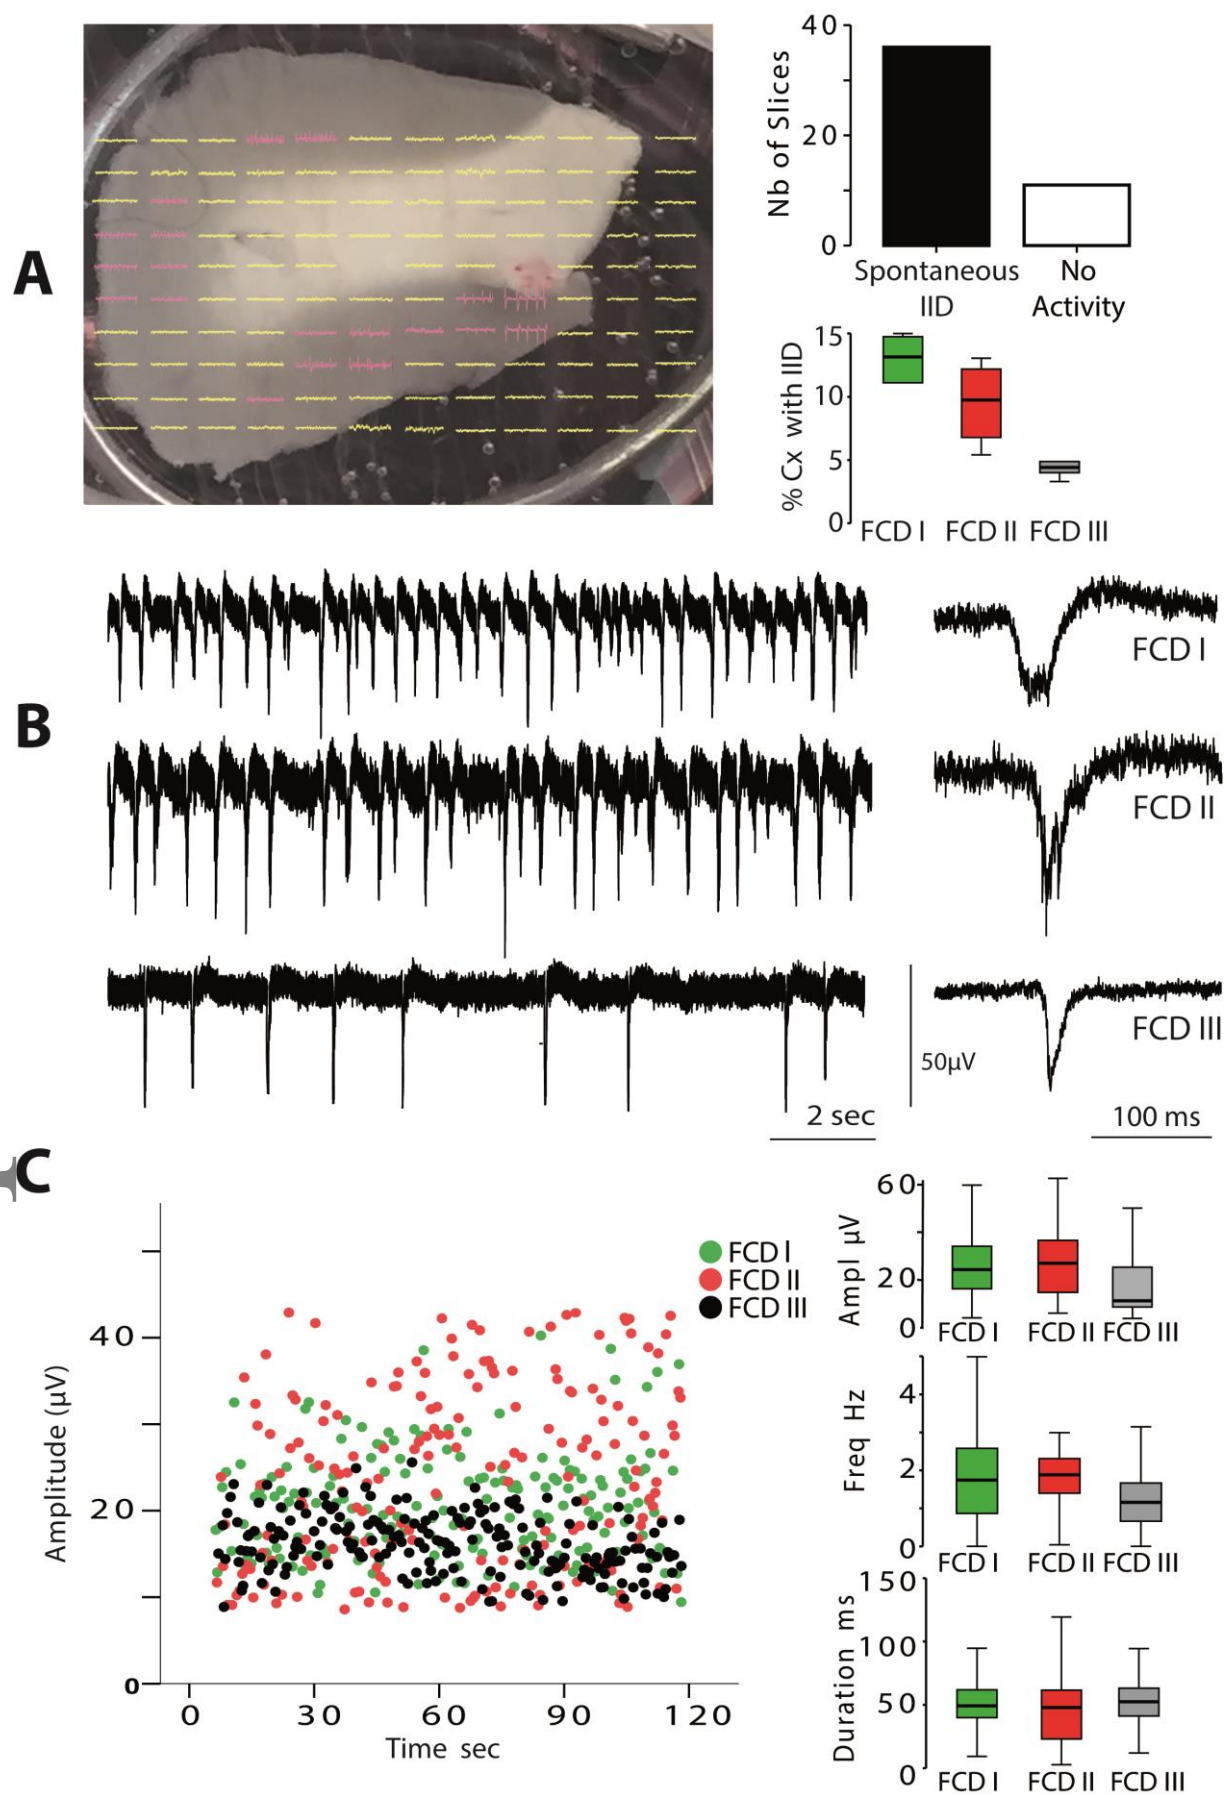 A
40
20
0
Nb of Slices
Spontaneous IID
No Activity
15
10
5
0
% Cx with IID
FCD I FCD II FCD III
B
FCD I
FCD II
FCD III
50µV
2 sec
100 ms
C
40
20
0
Amplitude (µV)
0 30 60 90 120
Time sec
FCD I
FCD II
FCD III
60
20
0
Ampl µV
FCD I FCD II FCD III
4
2
0
Freq Hz
FCD I FCD II FCD III
150
100
50
0
Duration ms
FCD I FCD II FCD III